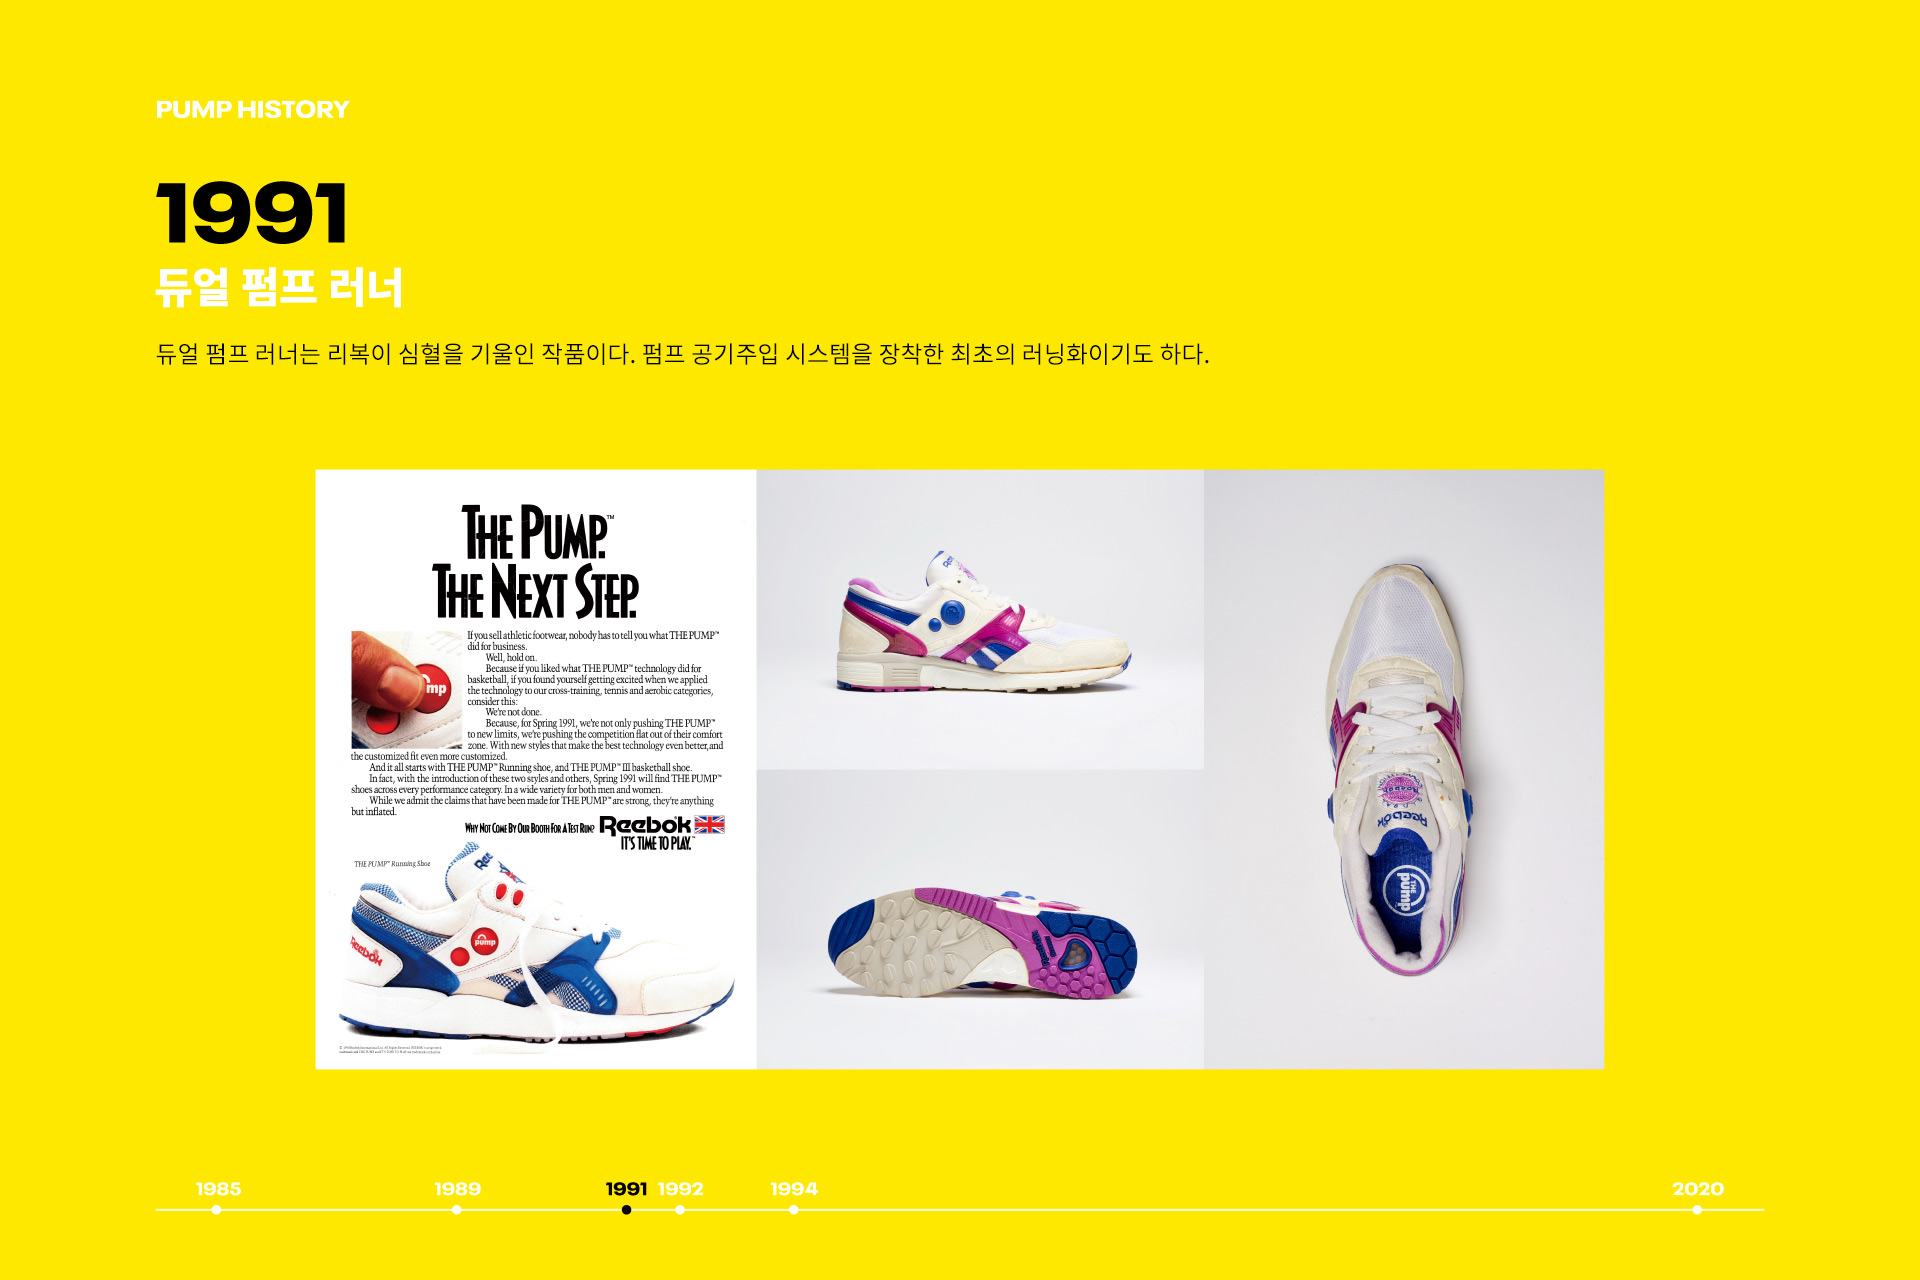 PUMP HISTORY
1991
듀얼 펌프 러너
듀얼 펌프 러너는 리복이 심혈을 기울인 작품이다. 펌프 공기주입 시스템을 장착한 최초의 러닝화이기도 하다.
THE PUMP.™
THE NEXT STEP.
If you sell athletic footwear, nobody has to tell you what THE PUMP™
did for business.
Well, hold on.
Because if you liked what THE PUMP™ technology did for
basketball, if you found yourself getting excited when we applied
the technology to our cross-training, tennis and aerobic categories,
consider this:
We're not done.
Because, for Spring 1991, we're not only pushing THE PUMP™
to new limits, we're pushing the competition flat out of their comfort
zone. With new styles that make the best technology even better, and
the customized fit even more customized.
And it all starts with THE PUMP™ Running shoe, and THE PUMP™ III basketball shoe.
In fact, with the introduction of these two styles and others, Spring 1991 will find THE PUMP™
shoes across every performance category. In a wide variety for both men and women.
While we admit the claims that have been made for THE PUMP™ are strong, they're anything
but inflated.
mp
WHY NOT COME BY OUR BOOTH FOR A TEST RUN?
Reebok
IT'S TIME TO PLAY.™
THE PUMP™ Running Shoe
Ree
pump
Reebok
Reebok
THE
pump
1985
1989
1991
1992
1994
2020